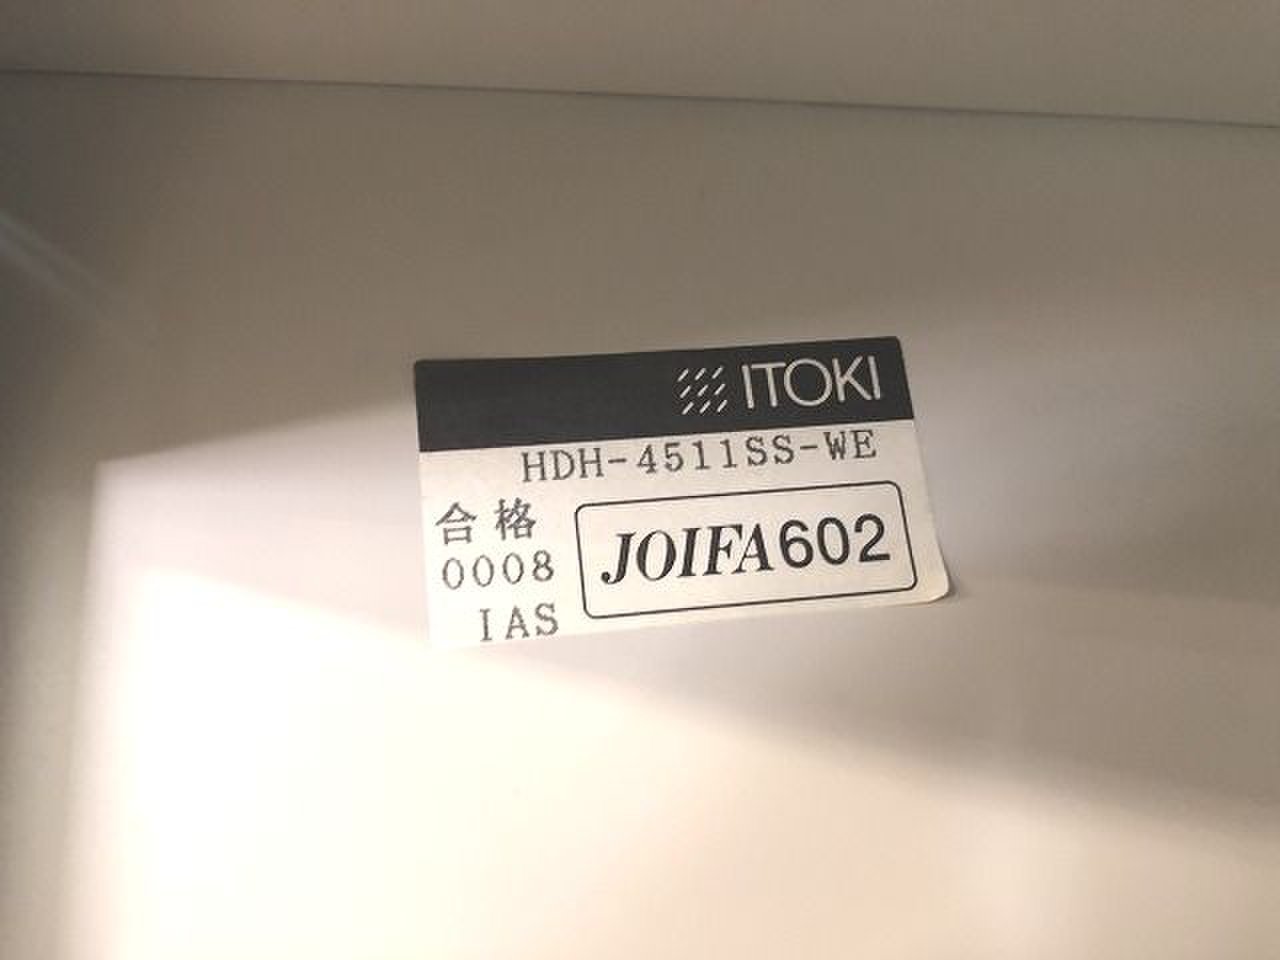 ITOKI
HDH-4511SS-WE
合格
0008
IAS
JOIFA602